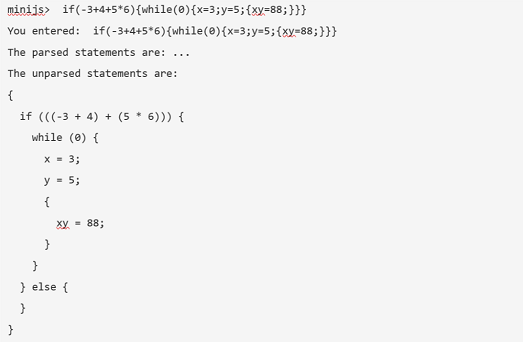 minijs>  if(-3+4+5*6){while(0){x=3;y=5;{xy=88;}}}
You entered:  if(-3+4+5*6){while(0){x=3;y=5;{xy=88;}}}
The parsed statements are: ...
The unparsed statements are:
{
  if (((-3 + 4) + (5 * 6))) {
    while (0) {
      x = 3;
      y = 5;
      {
        xy = 88;
      }
    }
  } else {
  }
}